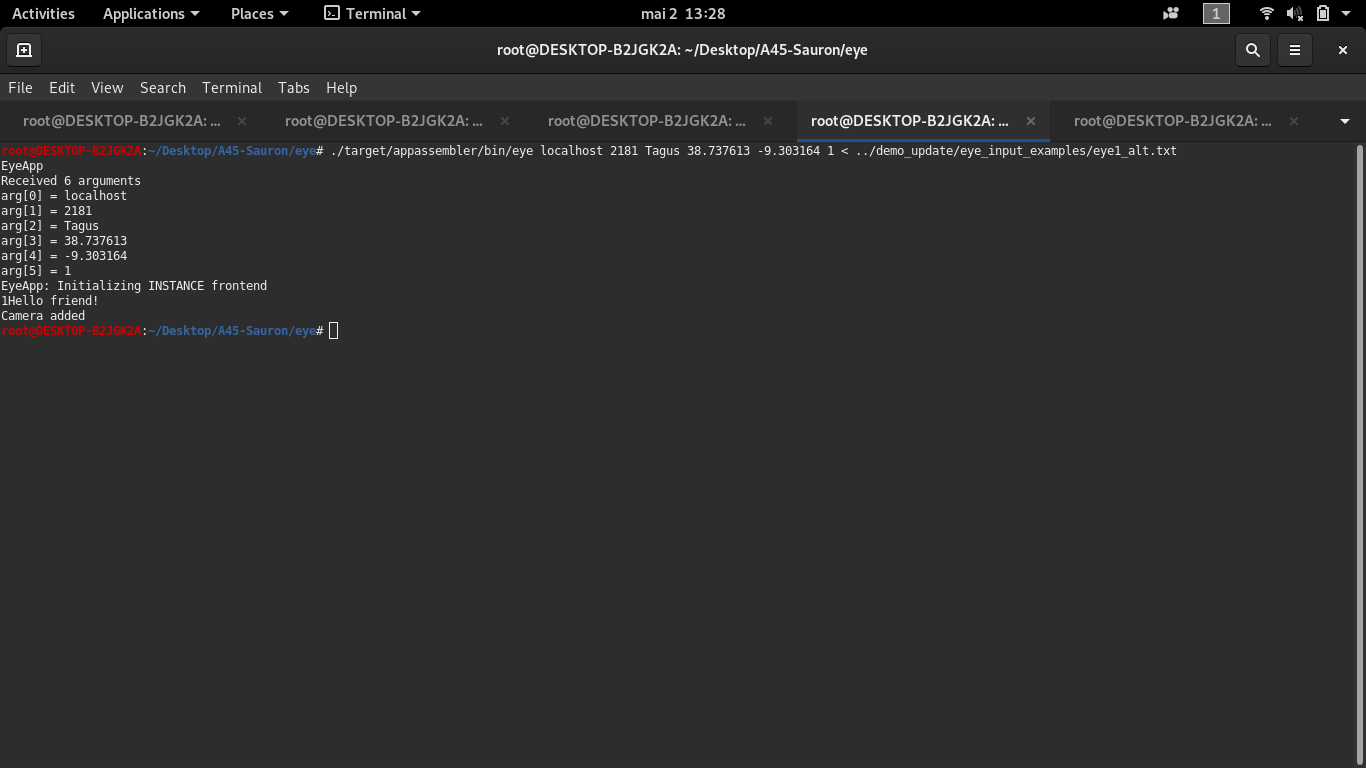 Activities Applications Places Terminal mai 2 13:28 1
root@DESKTOP-B2JGK2A: ~/Desktop/A45-Sauron/eye
File Edit View Search Terminal Tabs Help
root@DESKTOP-B2JGK2A: ... root@DESKTOP-B2JGK2A: ... root@DESKTOP-B2JGK2A: ... root@DESKTOP-B2JGK2A: ... root@DESKTOP-B2JGK2A: ...
root@DESKTOP-B2JGK2A:~/Desktop/A45-Sauron/eye# ./target/appassembler/bin/eye localhost 2181 Tagus 38.737613 -9.303164 1 < ../demo_update/eye_input_examples/eye1_alt.txt
EyeApp
Received 6 arguments
arg[0] = localhost
arg[1] = 2181
arg[2] = Tagus
arg[3] = 38.737613
arg[4] = -9.303164
arg[5] = 1
EyeApp: Initializing INSTANCE frontend
1Hello friend!
Camera added
root@DESKTOP-B2JGK2A:~/Desktop/A45-Sauron/eye#